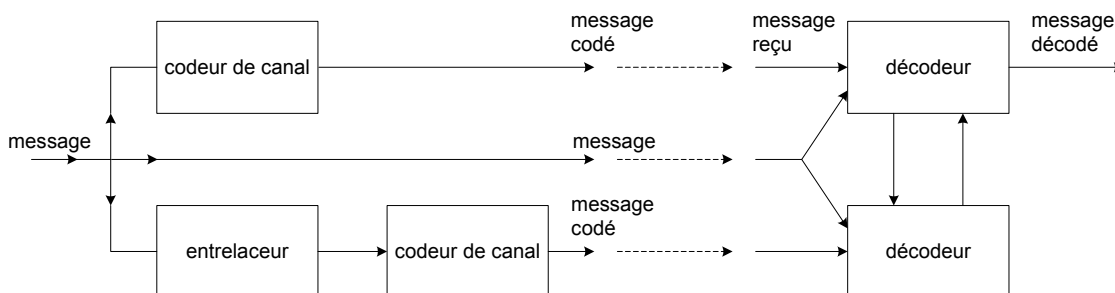 message
codé
message
reçu
message
décodé
codeur de canal
décodeur
message
message
message
codé
entrelaceur
codeur de canal
décodeur